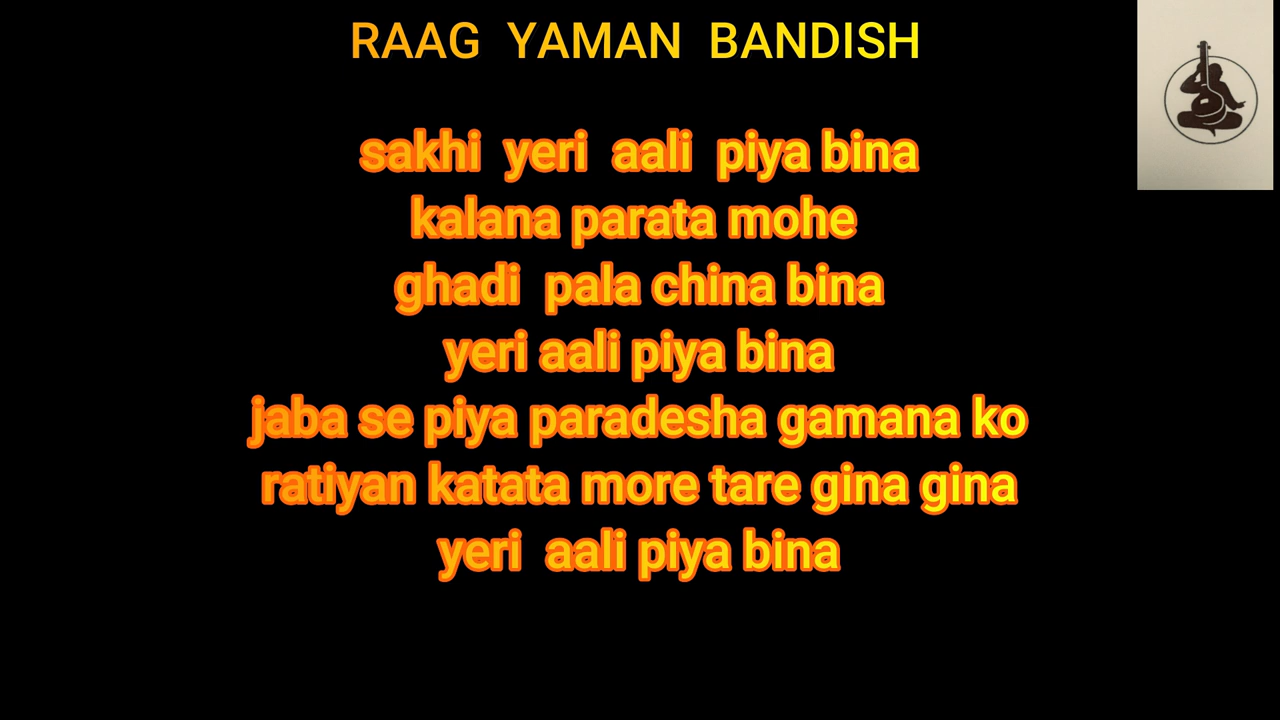 RAAG YAMAN BANDISH
sakhi yeri aali piya bina
kalana parata mohe
ghadi pala china bina
yeri aali piya bina
jaba se piya paradesha gamana ko
ratiyan katata more tare gina gina
yeri aali piya bina